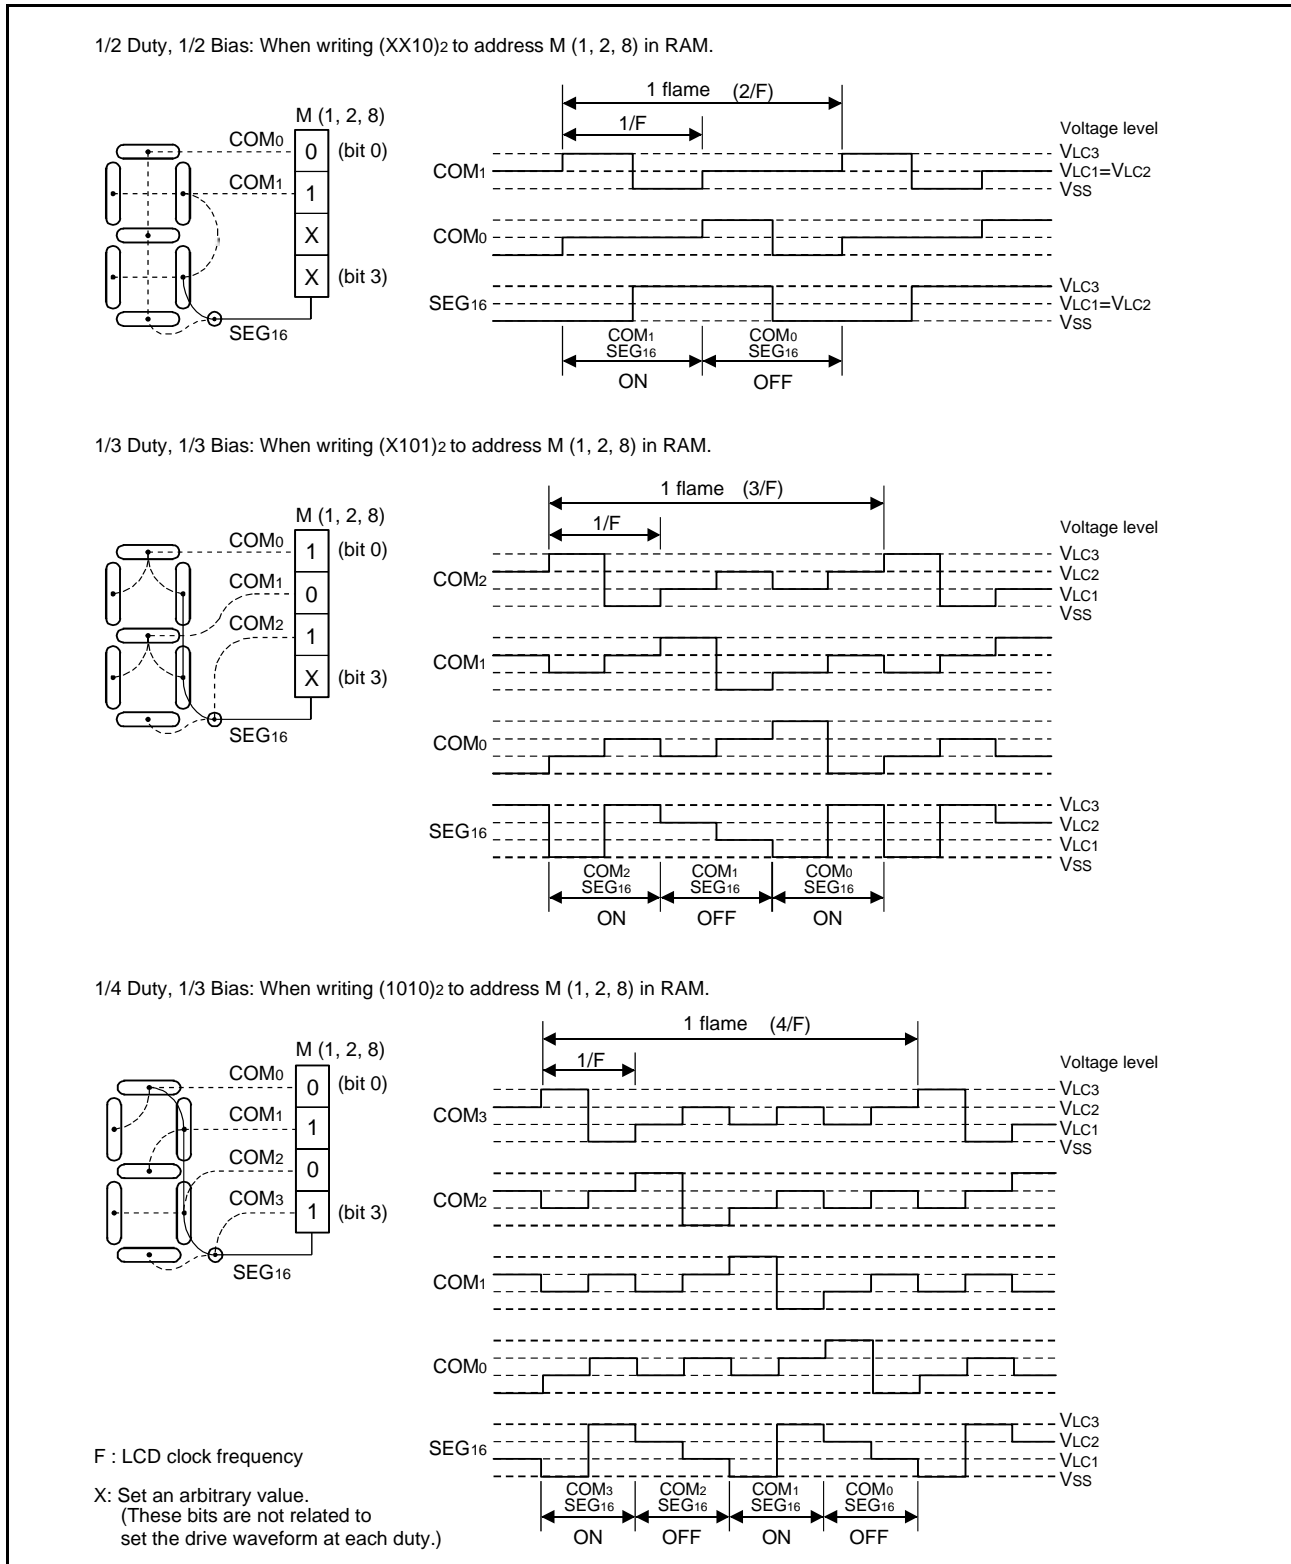 1/2 Duty, 1/2 Bias: When writing (XX10)2 to address M (1, 2, 8) in RAM.
1 flame (2/F)
M (1, 2, 8)
1/F
Voltage level
COM0
0
(bit 0)
VLC3
COM1
VLC1=VLC2
VSS
COM1
1
X
COM0
X
(bit 3)
SEG16
VLC3
VLC1=VLC2
VSS
SEG16
COM1
SEG16
ON
COM0
SEG16
OFF
1/3 Duty, 1/3 Bias: When writing (X101)2 to address M (1, 2, 8) in RAM.
1 flame (3/F)
M (1, 2, 8)
1/F
Voltage level
COM0
1
(bit 0)
VLC3
VLC2
VLC1
VSS
COM2
COM1
0
COM2
1
COM1
X
(bit 3)
SEG16
COM0
SEG16
VLC3
VLC2
VLC1
VSS
COM2
SEG16
ON
COM1
SEG16
OFF
COM0
SEG16
ON
1/4 Duty, 1/3 Bias: When writing (1010)2 to address M (1, 2, 8) in RAM.
1 flame (4/F)
M (1, 2, 8)
1/F
Voltage level
COM0
0
(bit 0)
VLC3
VLC2
VLC1
VSS
COM3
COM1
1
COM2
0
COM3
1
(bit 3)
COM2
SEG16
COM1
COM0
SEG16
VLC3
VLC2
VLC1
VSS
COM3
SEG16
ON
COM2
SEG16
OFF
COM1
SEG16
ON
COM0
SEG16
OFF
F : LCD clock frequency
X: Set an arbitrary value.
(These bits are not related to
set the drive waveform at each duty.)